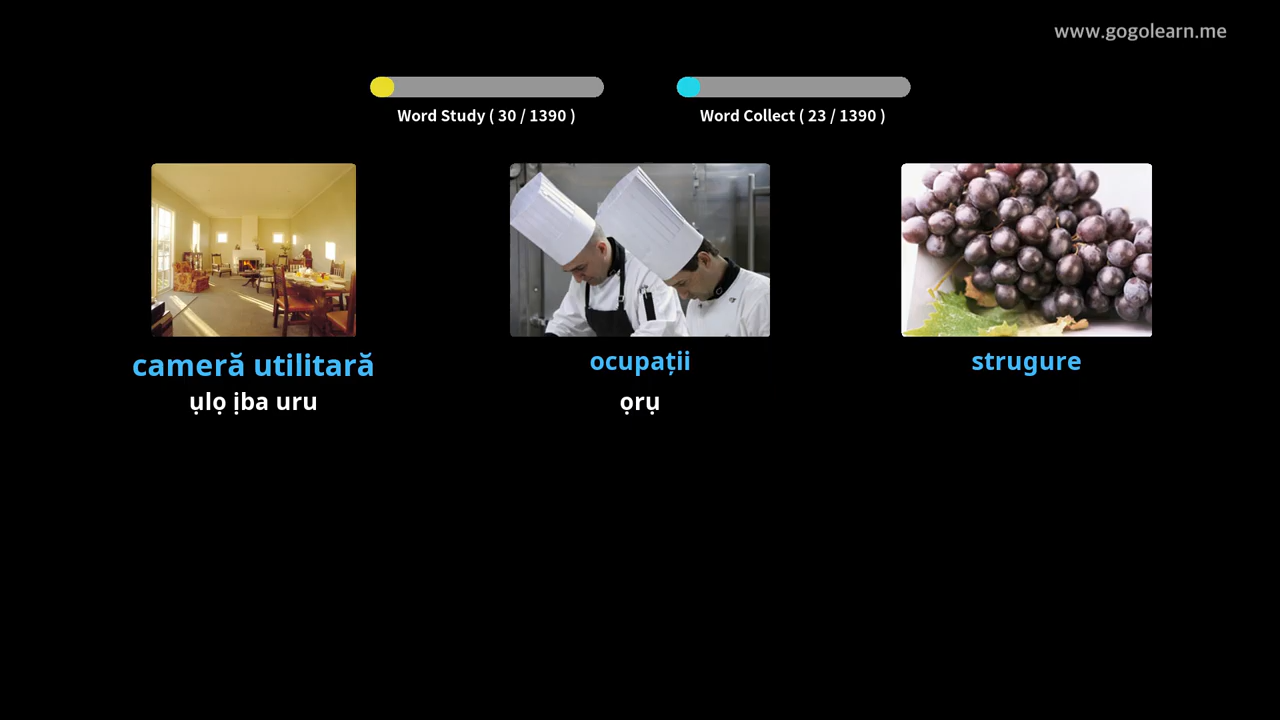 www.gogolearn.me
Word Study ( 30 / 1390 )
Word Collect ( 23 / 1390 )
cameră utilitară
ụlọ ịba uru
ocupații
ọrụ
strugure